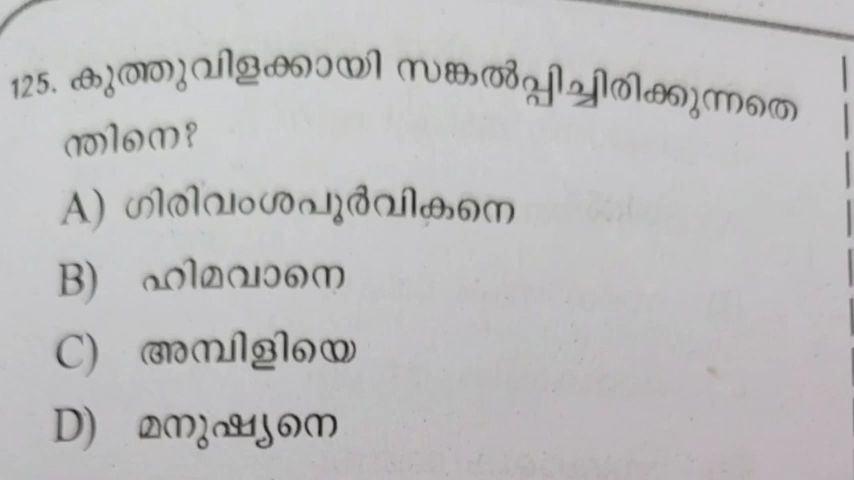 125. കുത്തുവിളക്കായി സങ്കൽപ്പിച്ചിരിക്കുന്നതെ
ന്തിനെ?
A) ഗിരിവംശപൂർവികനെ
B) ഹിമവാനെ
C) അമ്പിളിയെ
D) മനുഷ്യനെ